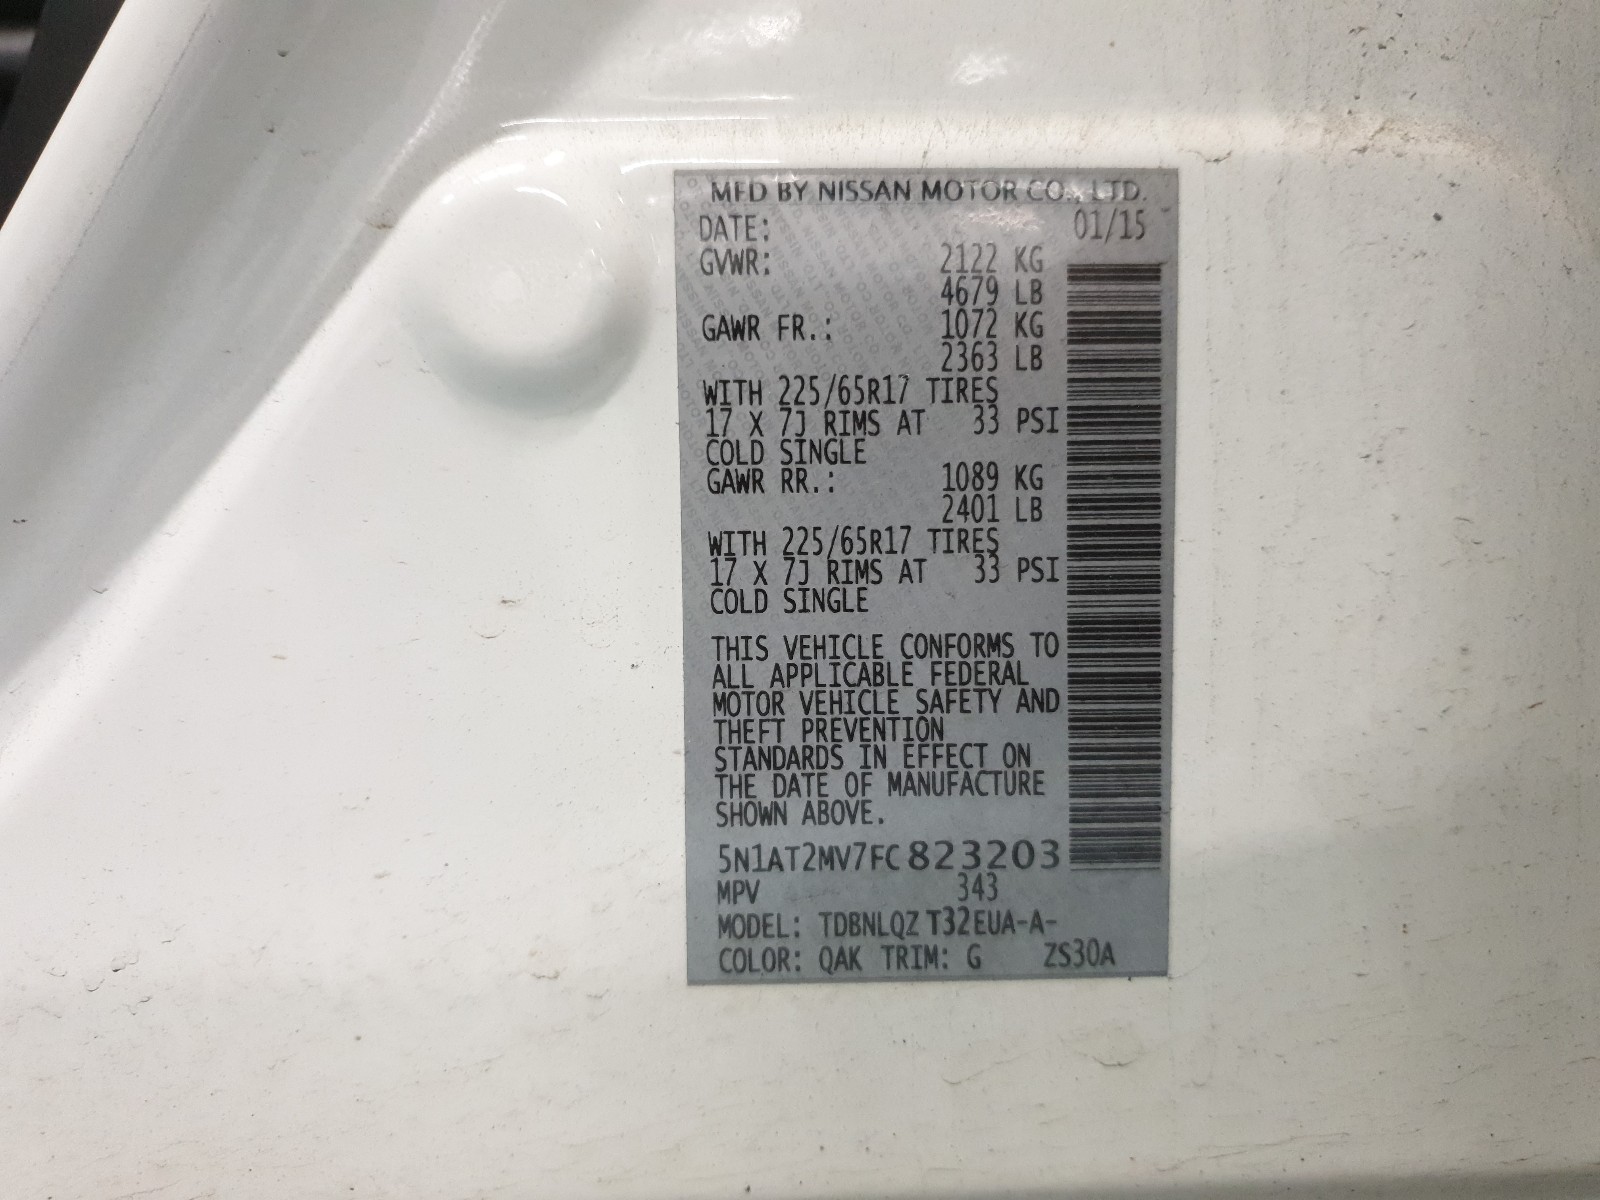 MFD BY NISSAN MOTOR CO., LTD.
DATE: 01/15
GVWR: 2122 KG
4679 LB
GAWR FR.: 1072 KG
2363 LB
WITH 225/65R17 TIRES
17 X 7J RIMS AT 33 PSI
COLD SINGLE
GAWR RR.: 1089 KG
2401 LB
WITH 225/65R17 TIRES
17 X 7J RIMS AT 33 PSI
COLD SINGLE
THIS VEHICLE CONFORMS TO
ALL APPLICABLE FEDERAL
MOTOR VEHICLE SAFETY AND
THEFT PREVENTION
STANDARDS IN EFFECT ON
THE DATE OF MANUFACTURE
SHOWN ABOVE.
5N1AT2MV7FC823203
MPV 343
MODEL: TDBNLQZ T32EUA-A-
COLOR: QAK TRIM: G ZS30A